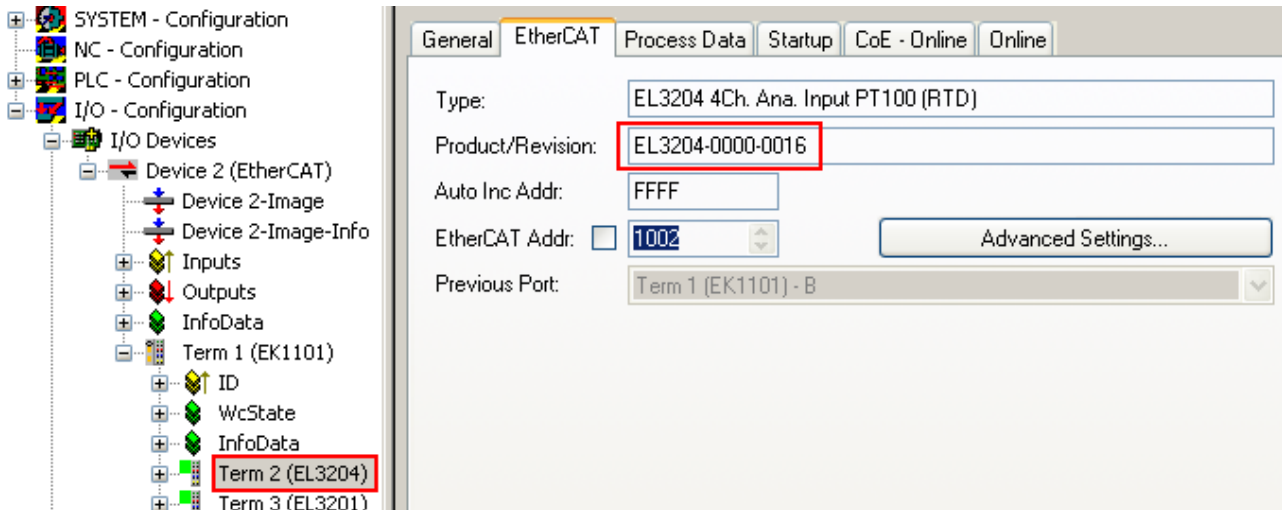 SYSTEM - Configuration
NC - Configuration
PLC - Configuration
I/O - Configuration
I/O Devices
Device 2 (EtherCAT)
Device 2-Image
Device 2-Image-Info
Inputs
Outputs
InfoData
Term 1 (EK1101)
ID
WcState
InfoData
Term 2 (EL3204)
Term 3 (EL3201)
General EtherCAT Process Data Startup CoE - Online Online
Type: EL3204 4Ch. Ana. Input PT100 (RTD)
Product/Revision: EL3204-0000-0016
Auto Inc Addr: FFFF
EtherCAT Addr: 1002 Advanced Settings...
Previous Port: Term 1 (EK1101) - B